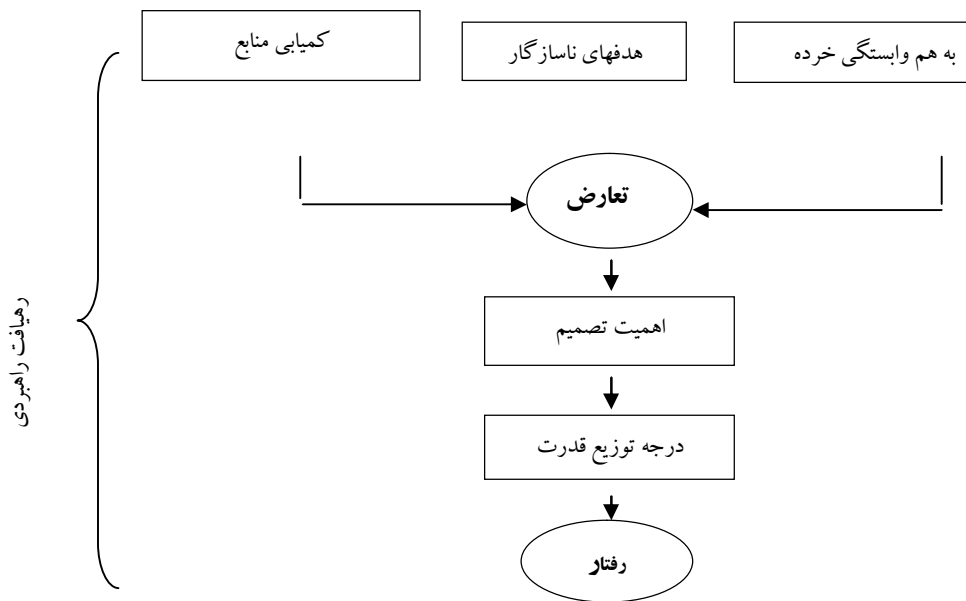 به هم وابستگی خرده
هدفهای ناسازگار
کمیابی منابع
تعارض
اهمیت تصمیم
درجه توزیع قدرت
رفتار
رهیافت راهبردی